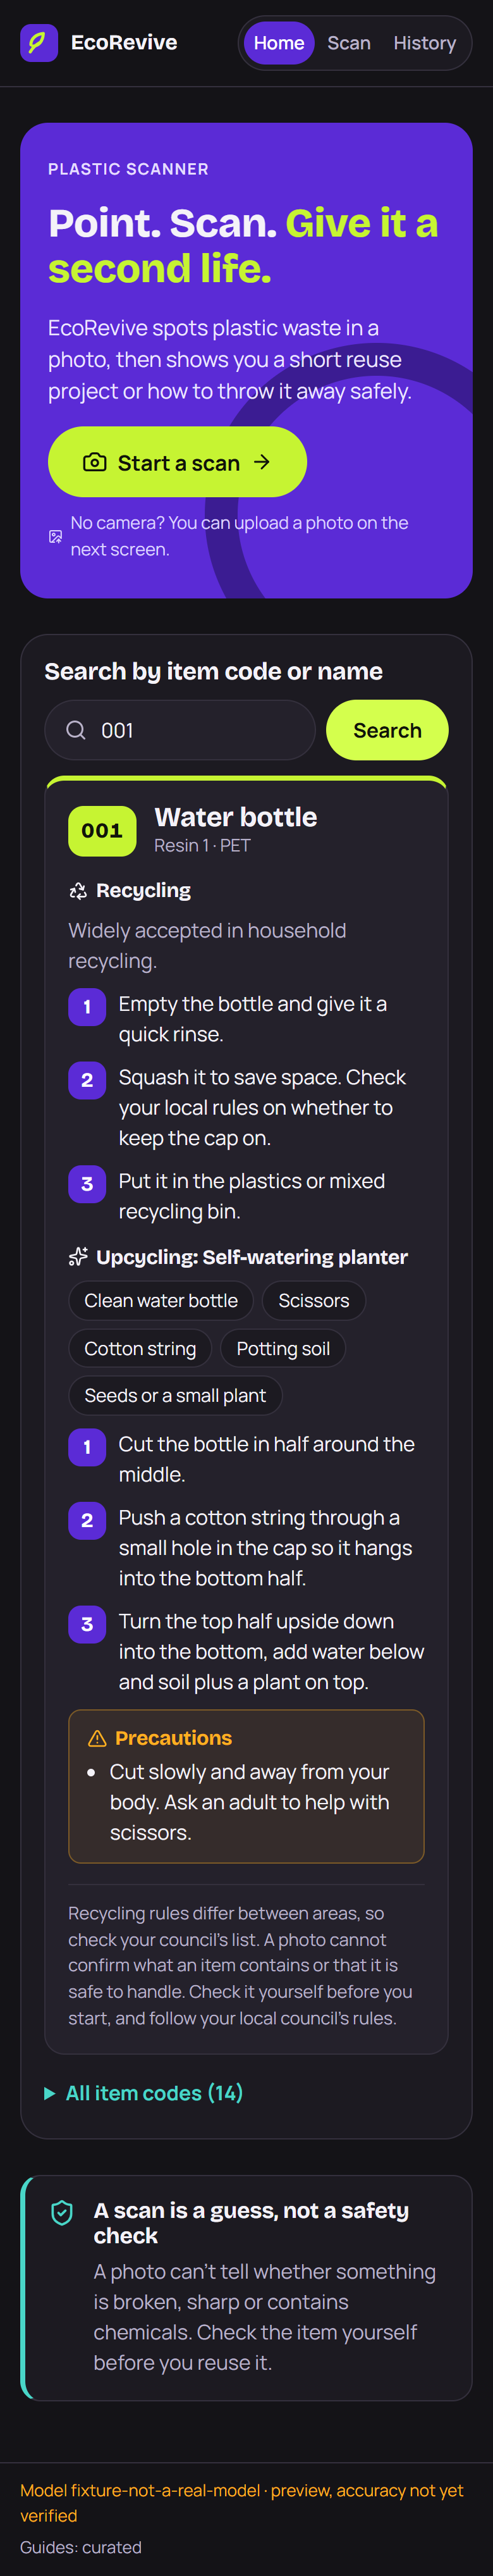 EcoRevive
Home
Scan
History
PLASTIC SCANNER
Point. Scan. Give it a
second life.
EcoRevive spots plastic waste in a
photo, then shows you a short reuse
project or how to throw it away safely.
Start a scan
No camera? You can upload a photo on the
next screen.
Search by item code or name
001
Search
001
Water bottle
Resin 1 · PET
Recycling
Widely accepted in household
recycling.
1
Empty the bottle and give it a
quick rinse.
2
Squash it to save space. Check
your local rules on whether to
keep the cap on.
3
Put it in the plastics or mixed
recycling bin.
Upcycling: Self-watering planter
Clean water bottle
Scissors
Cotton string
Potting soil
Seeds or a small plant
1
Cut the bottle in half around the
middle.
2
Push a cotton string through a
small hole in the cap so it hangs
into the bottom half.
3
Turn the top half upside down
into the bottom, add water below
and soil plus a plant on top.
Precautions
Cut slowly and away from your
body. Ask an adult to help with
scissors.
Recycling rules differ between areas, so
check your council's list. A photo cannot
confirm what an item contains or that it is
safe to handle. Check it yourself before you
start, and follow your local council's rules.
All item codes (14)
A scan is a guess, not a safety
check
A photo can't tell whether something
is broken, sharp or contains
chemicals. Check the item yourself
before you reuse it.
Model fixture-not-a-real-model · preview, accuracy not yet
verified
Guides: curated